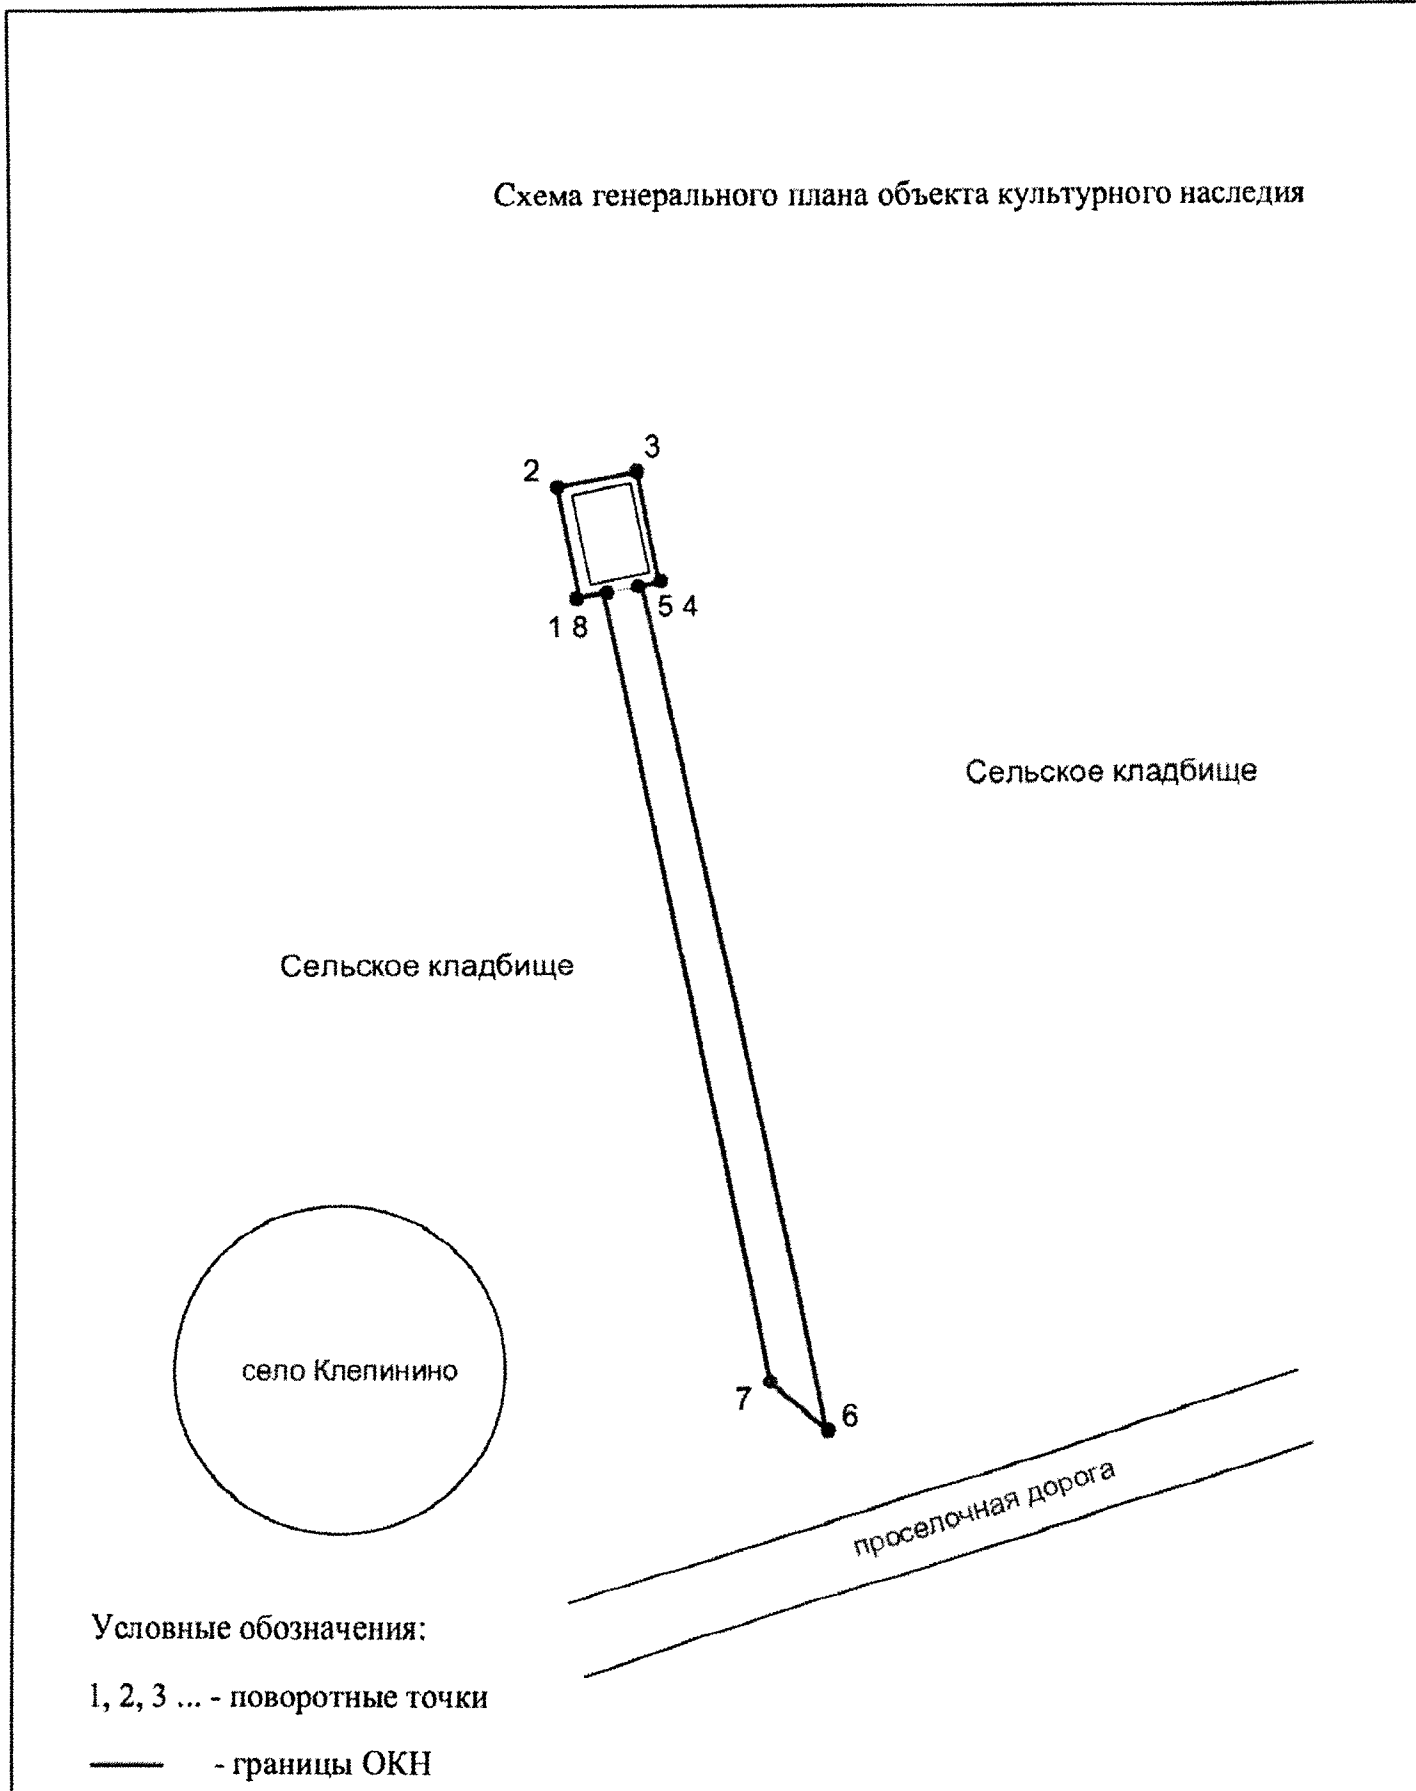 Схема генерального плана объекта культурного наследия
3
2
5 4
1 8
Сельское кладбище
Сельское кладбище
село Клепинино
7
6
проселочная дорога
Условные обозначения:
1, 2, 3 ... - поворотные точки
- границы ОКН